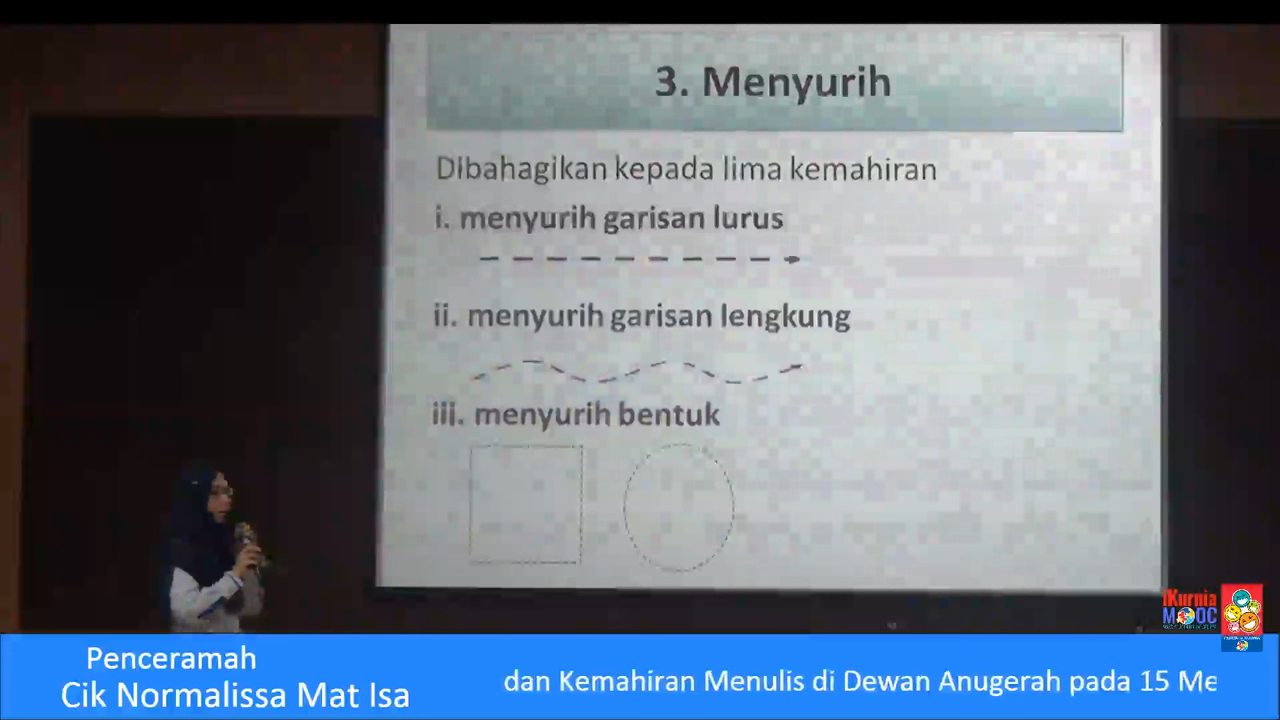 3. Menyurih
Dibahagikan kepada lima kemahiran
i. menyurih garisan lurus
ii. menyurih garisan lengkung
iii. menyurih bentuk
iKurnia
MOOC
Penceramah
Cik Normalissa Mat Isa
dan Kemahiran Menulis di Dewan Anugerah pada 15 Me